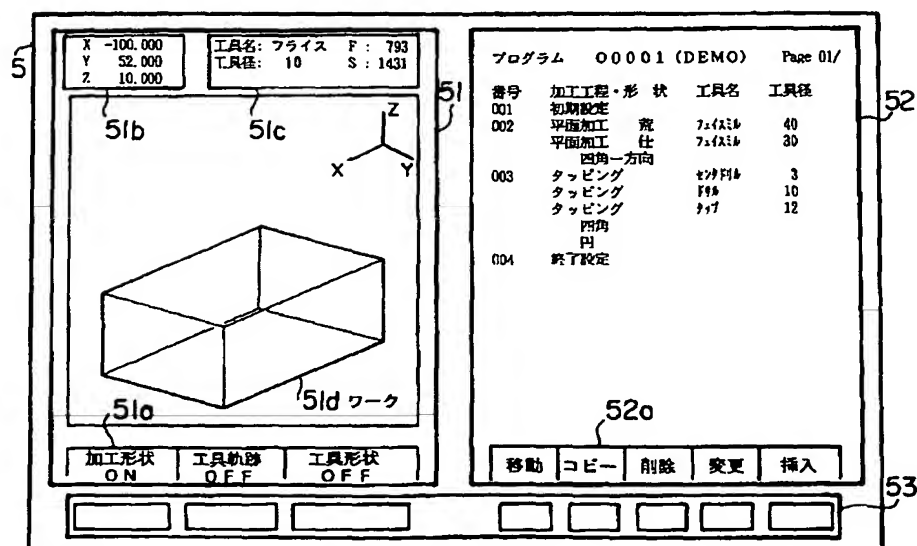 5
X -100.000
Y 52.000
Z 10.000
工具名: フライス F: 793
工具径: 10 S: 1431
51b
51c
51
Z
X
Y
51d ワーク
51a
加工形状 ON
工具軌跡 OFF
工具形状 OFF
プログラム O0001 (DEMO) Page 01/
番号 加工工程・形 状 工具名 工具径
001 初期設定
002 平面加工 荒 フェイスミル 40
平面加工 仕 フェイスミル 30
四角一方向
003 タッピング センタドリル 3
タッピング ドリル 10
タッピング タップ 12
四角
円
004 終了設定
52
52a
移動 コピー 削除 変更 挿入
53